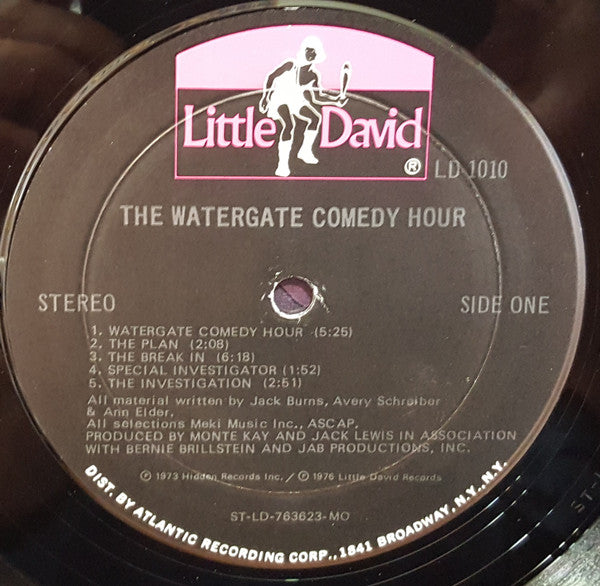 Little David
® LD 1010
THE WATERGATE COMEDY HOUR
STEREO
SIDE ONE
1. WATERGATE COMEDY HOUR (5:25)
2. THE PLAN (2:08)
3. THE BREAK IN (6:18)
4. SPECIAL INVESTIGATOR (1:52)
5. THE INVESTIGATION (2:51)
All material written by Jack Burns, Avery Schreiber
& Ann Elder.
All selections Meki Music Inc., ASCAP.
PRODUCED BY MONTE KAY AND JACK LEWIS IN ASSOCIATION
WITH BERNIE BRILLSTEIN AND JAB PRODUCTIONS, INC.
℗ 1973 Hidden Records Inc. / ℗ 1976 Little David Records
ST-LD-763623-MO
DIST. BY ATLANTIC RECORDING CORP., 1841 BROADWAY, N.Y., N.Y.